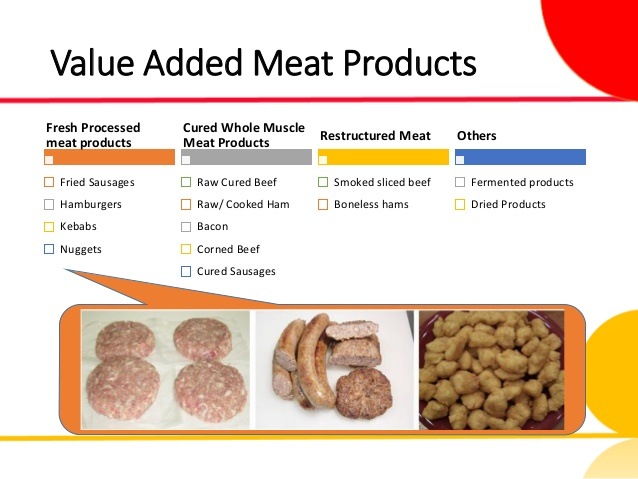 Value Added Meat Products
Fresh Processed
meat products
Fried Sausages
Hamburgers
Kebabs
Nuggets
Cured Whole Muscle
Meat Products
Raw Cured Beef
Raw/ Cooked Ham
Bacon
Corned Beef
Cured Sausages
Restructured Meat
Smoked sliced beef
Boneless hams
Others
Fermented products
Dried Products